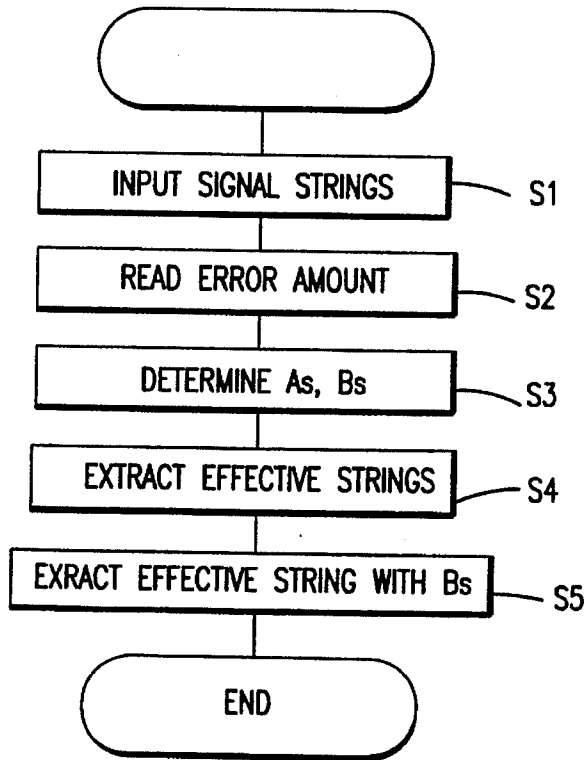 INPUT SIGNAL STRINGS
S1
READ ERROR AMOUNT
S2
DETERMINE As, Bs
S3
EXTRACT EFFECTIVE STRINGS
S4
EXRACT EFFECTIVE STRING WITH Bs
S5
END